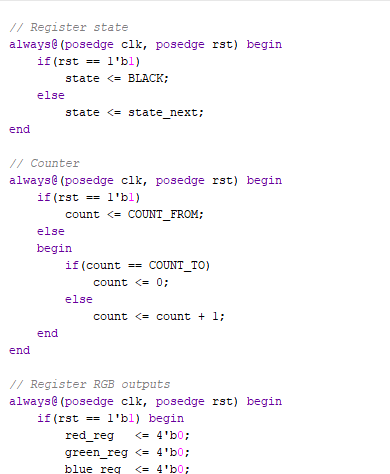 // Register state
always@(posedge clk, posedge rst) begin
    if(rst == 1'b1)
        state <= BLACK;
    else
        state <= state_next;
end

// Counter
always@(posedge clk, posedge rst) begin
    if(rst == 1'b1)
        count <= COUNT_FROM;
    else
    begin
        if(count == COUNT_TO)
            count <= 0;
        else
            count <= count + 1;
    end
end

// Register RGB outputs
always@(posedge clk, posedge rst) begin
    if(rst == 1'b1) begin
        red_reg   <= 4'b0;
        green_reg <= 4'b0;
        blue_reg  <= 4'b0;